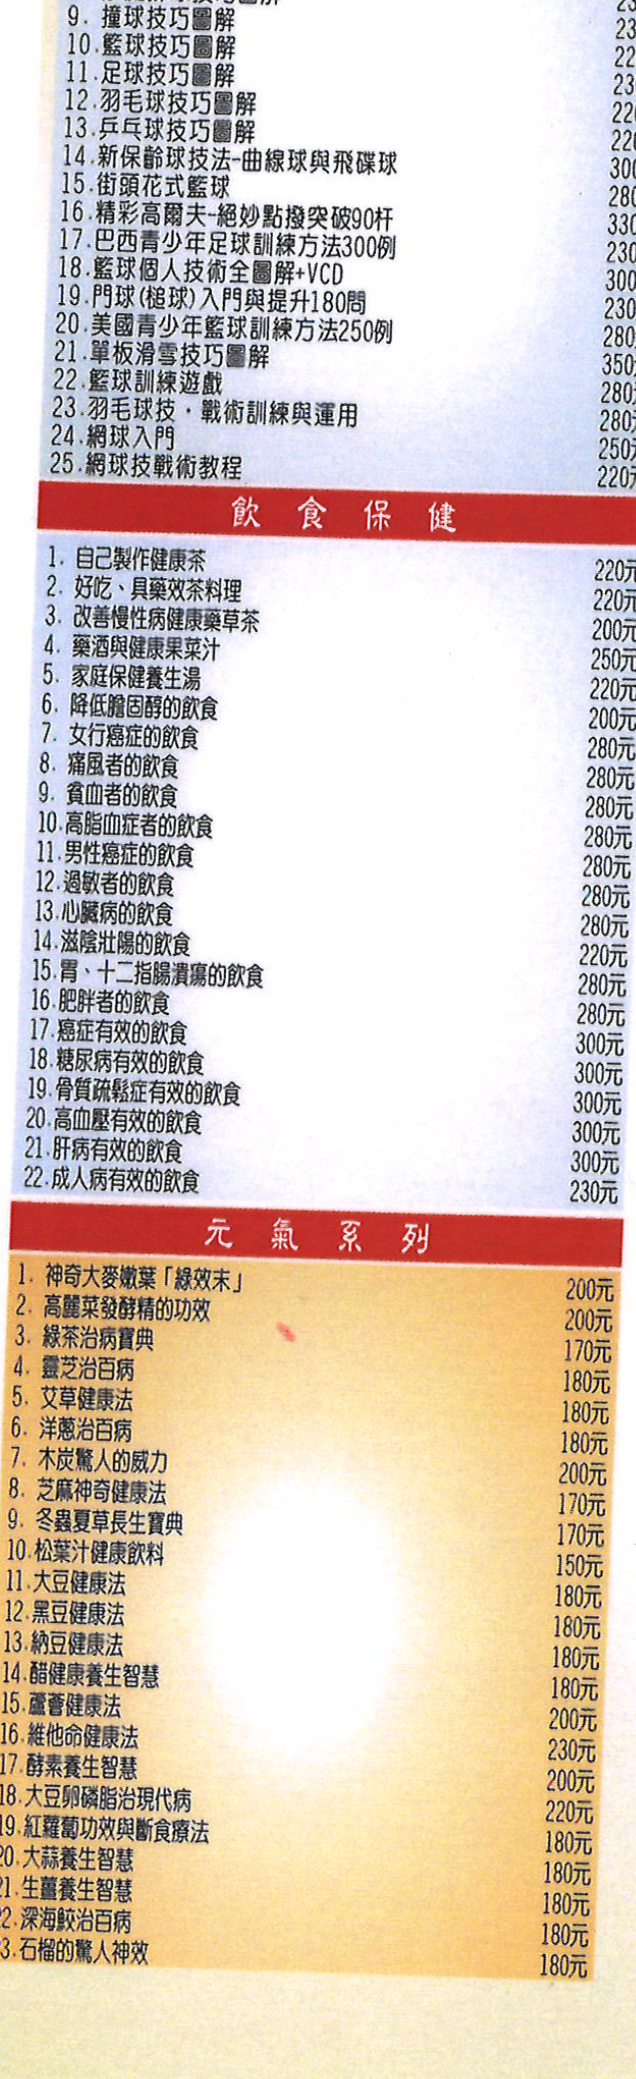 9. 撞球技巧圖解 23
10.籃球技巧圖解 22
11.足球技巧圖解 23
12.羽毛球技巧圖解 220
13.乒乓球技巧圖解 220
14.新保齡球技法-曲線球與飛碟球 300
15.街頭花式籃球 280
16.精彩高爾夫-絕妙點撥突破90杆 330
17.巴西青少年足球訓練方法300例 230
18.籃球個人技術全圖解+VCD 300
19.門球(槌球)入門與提升180問 230
20.美國青少年籃球訓練方法250例 280
21.單板滑雪技巧圖解 350元
22.籃球訓練遊戲 280元
23.羽毛球技・戰術訓練與運用 280元
24.網球入門 250元
25.網球技戰術教程 220元
飲食保健
1. 自己製作健康茶 220元
2. 好吃、具藥效茶料理 220元
3. 改善慢性病健康藥草茶 200元
4. 藥酒與健康果菜汁 250元
5. 家庭保健養生湯 220元
6. 降低膽固醇的飲食 200元
7. 女行癌症的飲食 280元
8. 痛風者的飲食 280元
9. 貧血者的飲食 280元
10.高脂血症者的飲食 280元
11.男性癌症的飲食 280元
12.過敏者的飲食 280元
13.心臟病的飲食 280元
14.滋陰壯陽的飲食 220元
15.胃、十二指腸潰瘍的飲食 280元
16.肥胖者的飲食 280元
17.癌症有效的飲食 300元
18.糖尿病有效的飲食 300元
19.骨質疏鬆症有效的飲食 300元
20.高血壓有效的飲食 300元
21.肝病有效的飲食 300元
22.成人病有效的飲食 230元
元氣系列
1. 神奇大麥嫩葉「綠效末」 200元
2. 高麗菜發酵精的功效 200元
3. 綠茶治病寶典 170元
4. 靈芝治百病 180元
5. 艾草健康法 180元
6. 洋蔥治百病 180元
7. 木炭驚人的威力 200元
8. 芝麻神奇健康法 170元
9. 冬蟲夏草長生寶典 170元
10.松葉汁健康飲料 150元
11.大豆健康法 180元
12.黑豆健康法 180元
13.納豆健康法 180元
14.醋健康養生智慧 180元
15.蘆薈健康法 200元
16.維他命健康法 230元
17.酵素養生智慧 200元
18.大豆卵磷脂治現代病 220元
19.紅蘿蔔功效與斷食療法 180元
20.大蒜養生智慧 180元
21.生薑養生智慧 180元
22.深海鮫治百病 180元
3.石榴的驚人神效 180元